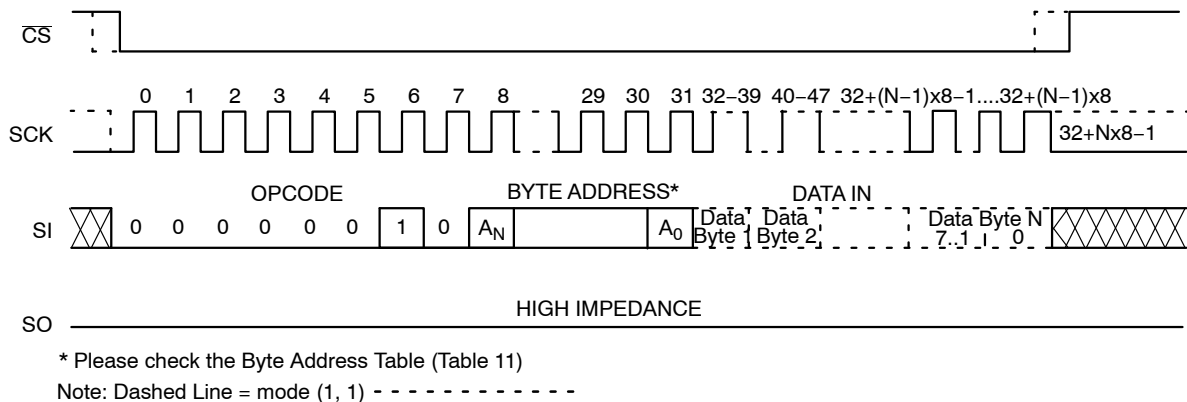 CS
0 1 2 3 4 5 6 7 8 29 30 31 32–39 40–47 32+(N–1)x8–1....32+(N–1)x8
SCK 32+Nx8–1
OPCODE BYTE ADDRESS* DATA IN
SI 0 0 0 0 0 0 1 0 AN A0 Data Byte 1 Data Byte 2 Data Byte N 7..1 0
HIGH IMPEDANCE
SO
* Please check the Byte Address Table (Table 11)
Note: Dashed Line = mode (1, 1) - - - - - - - - - - - -